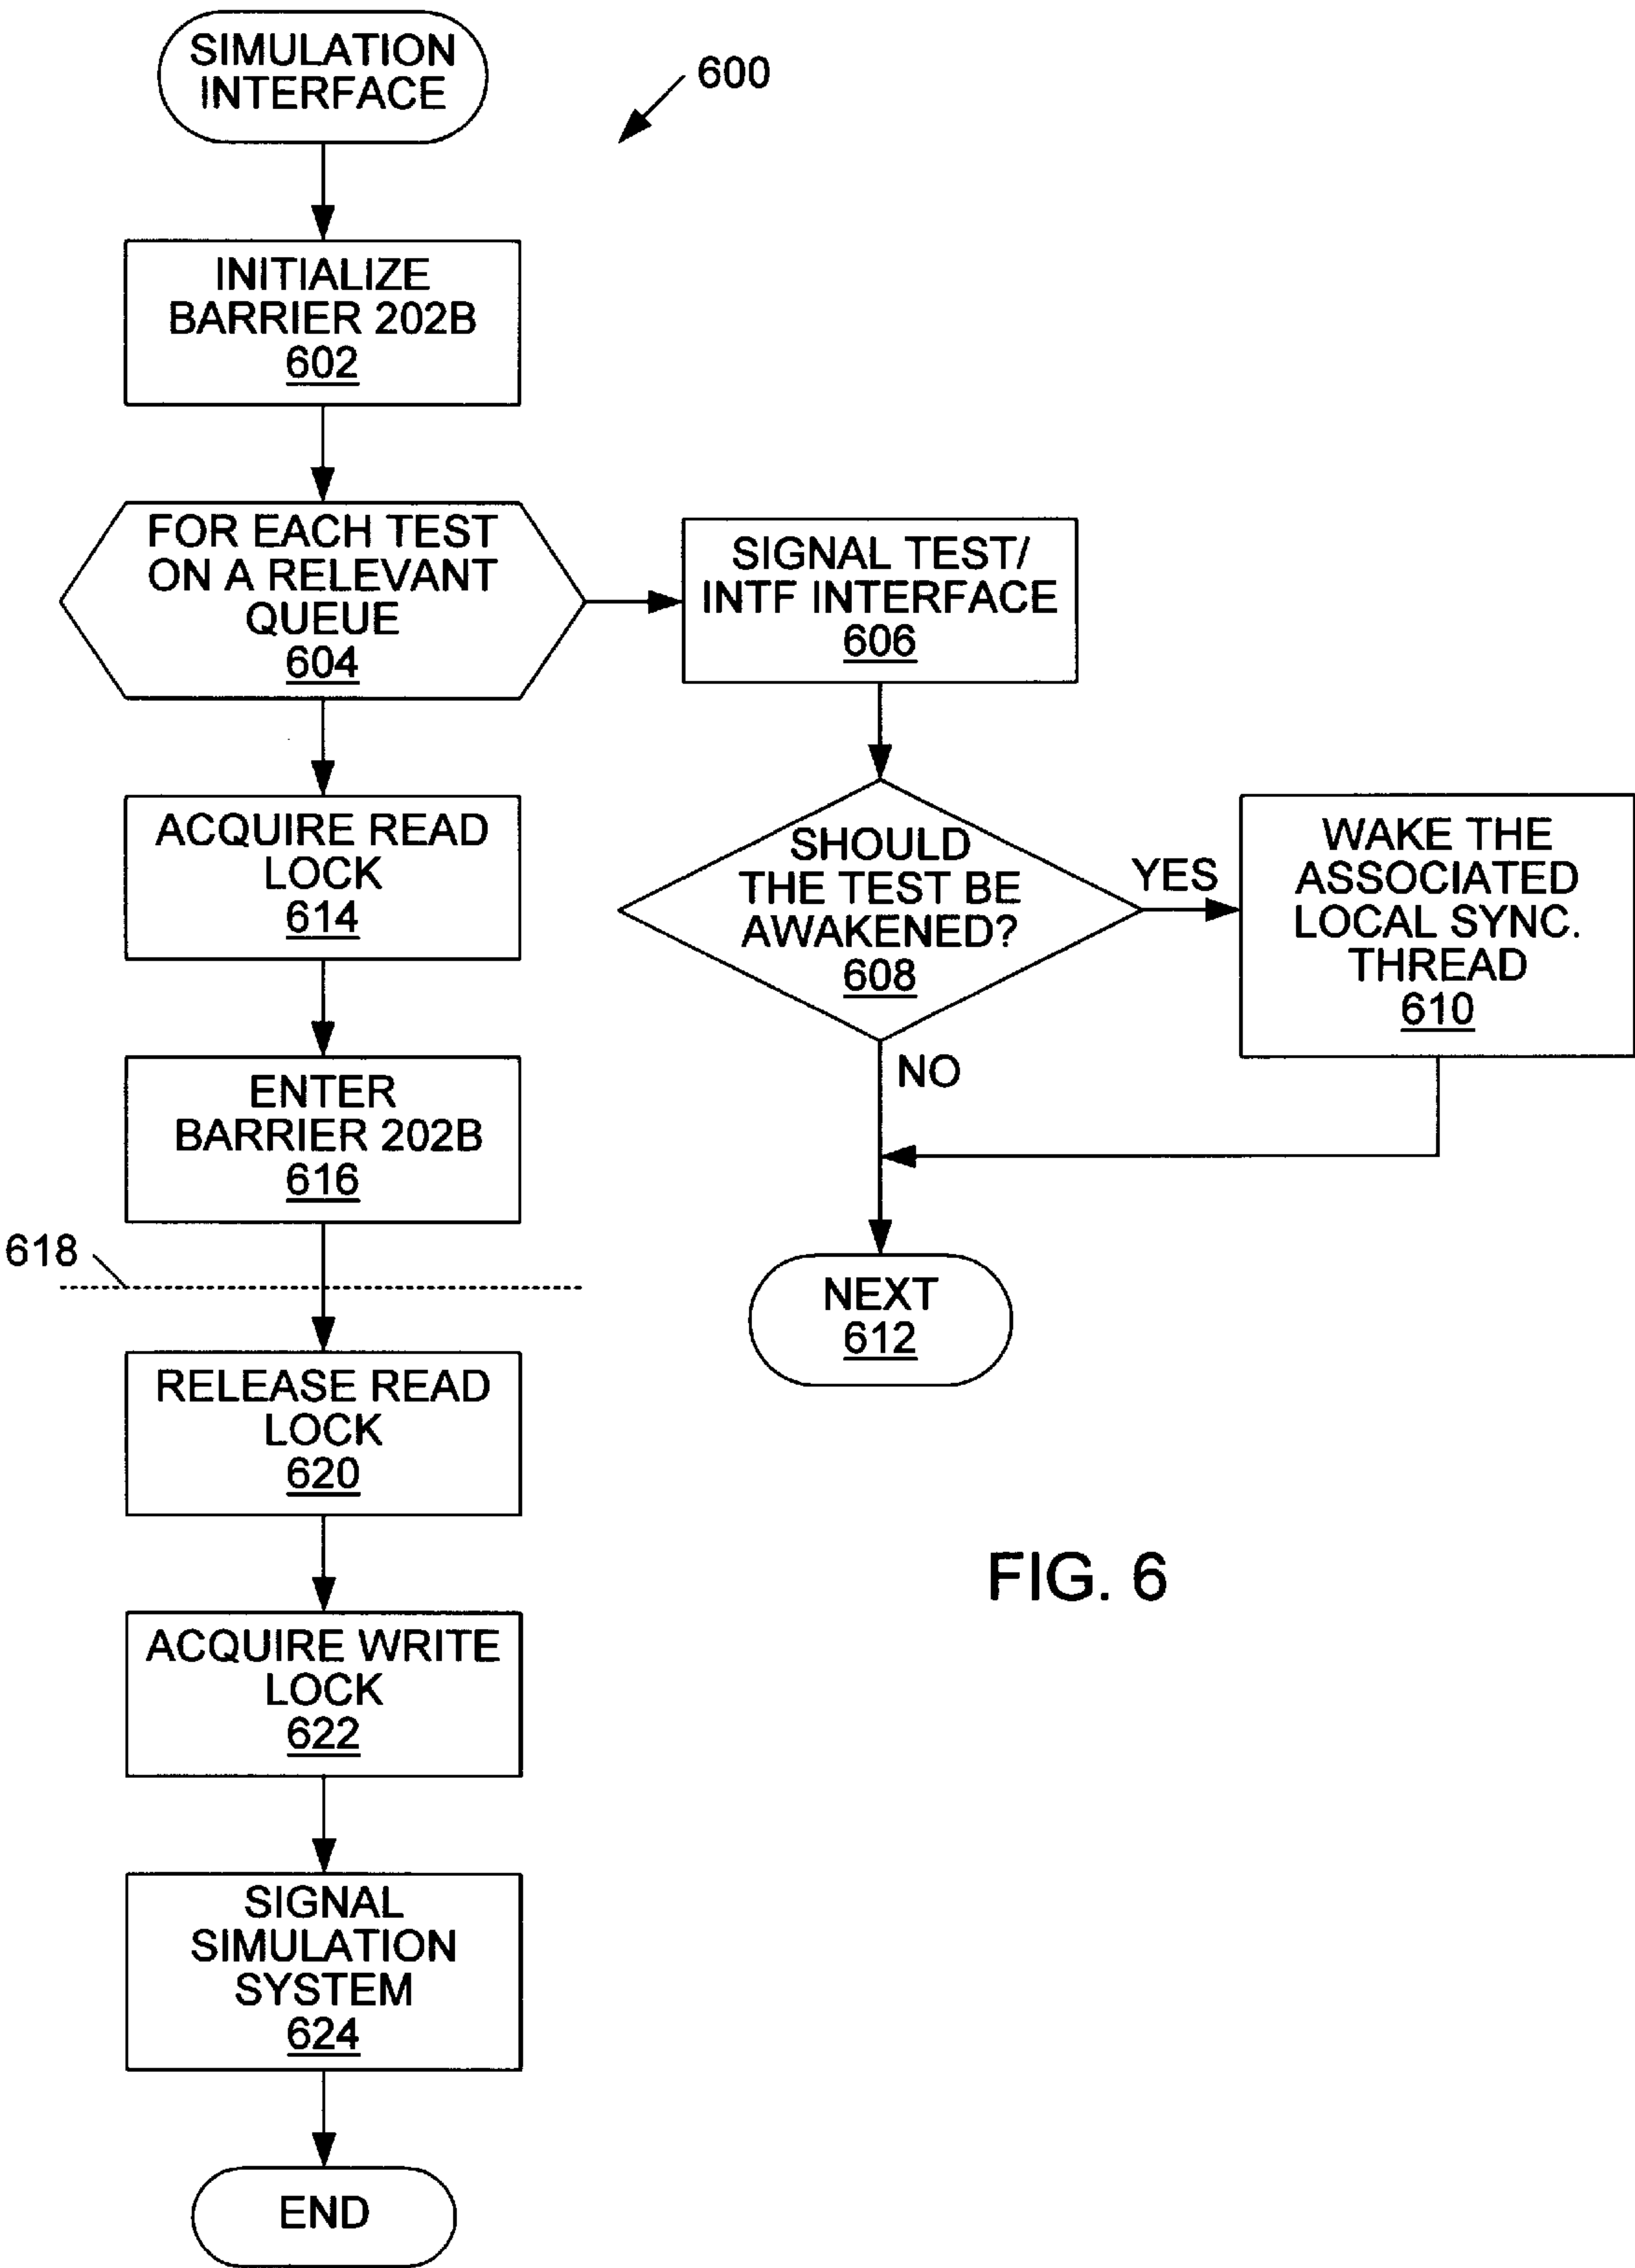 SIMULATION
INTERFACE
600
INITIALIZE
BARRIER 202B
602
FOR EACH TEST
ON A RELEVANT
QUEUE
604
SIGNAL TEST/
INTF INTERFACE
606
SHOULD
THE TEST BE
AWAKENED?
608
YES
WAKE THE
ASSOCIATED
LOCAL SYNC.
THREAD
610
NO
NEXT
612
ACQUIRE READ
LOCK
614
ENTER
BARRIER 202B
616
618
RELEASE READ
LOCK
620
ACQUIRE WRITE
LOCK
622
SIGNAL
SIMULATION
SYSTEM
624
END
FIG. 6